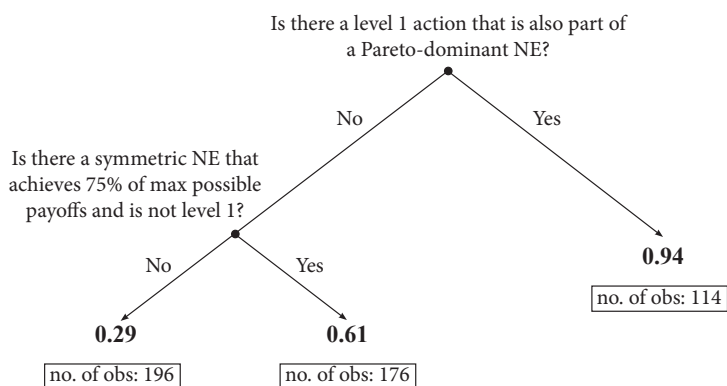 Is there a level 1 action that is also part of
a Pareto-dominant NE?
No
Yes
Is there a symmetric NE that
achieves 75% of max possible
payoffs and is not level 1?
No
Yes
0.94
no. of obs: 114
0.29
0.61
no. of obs: 196
no. of obs: 176